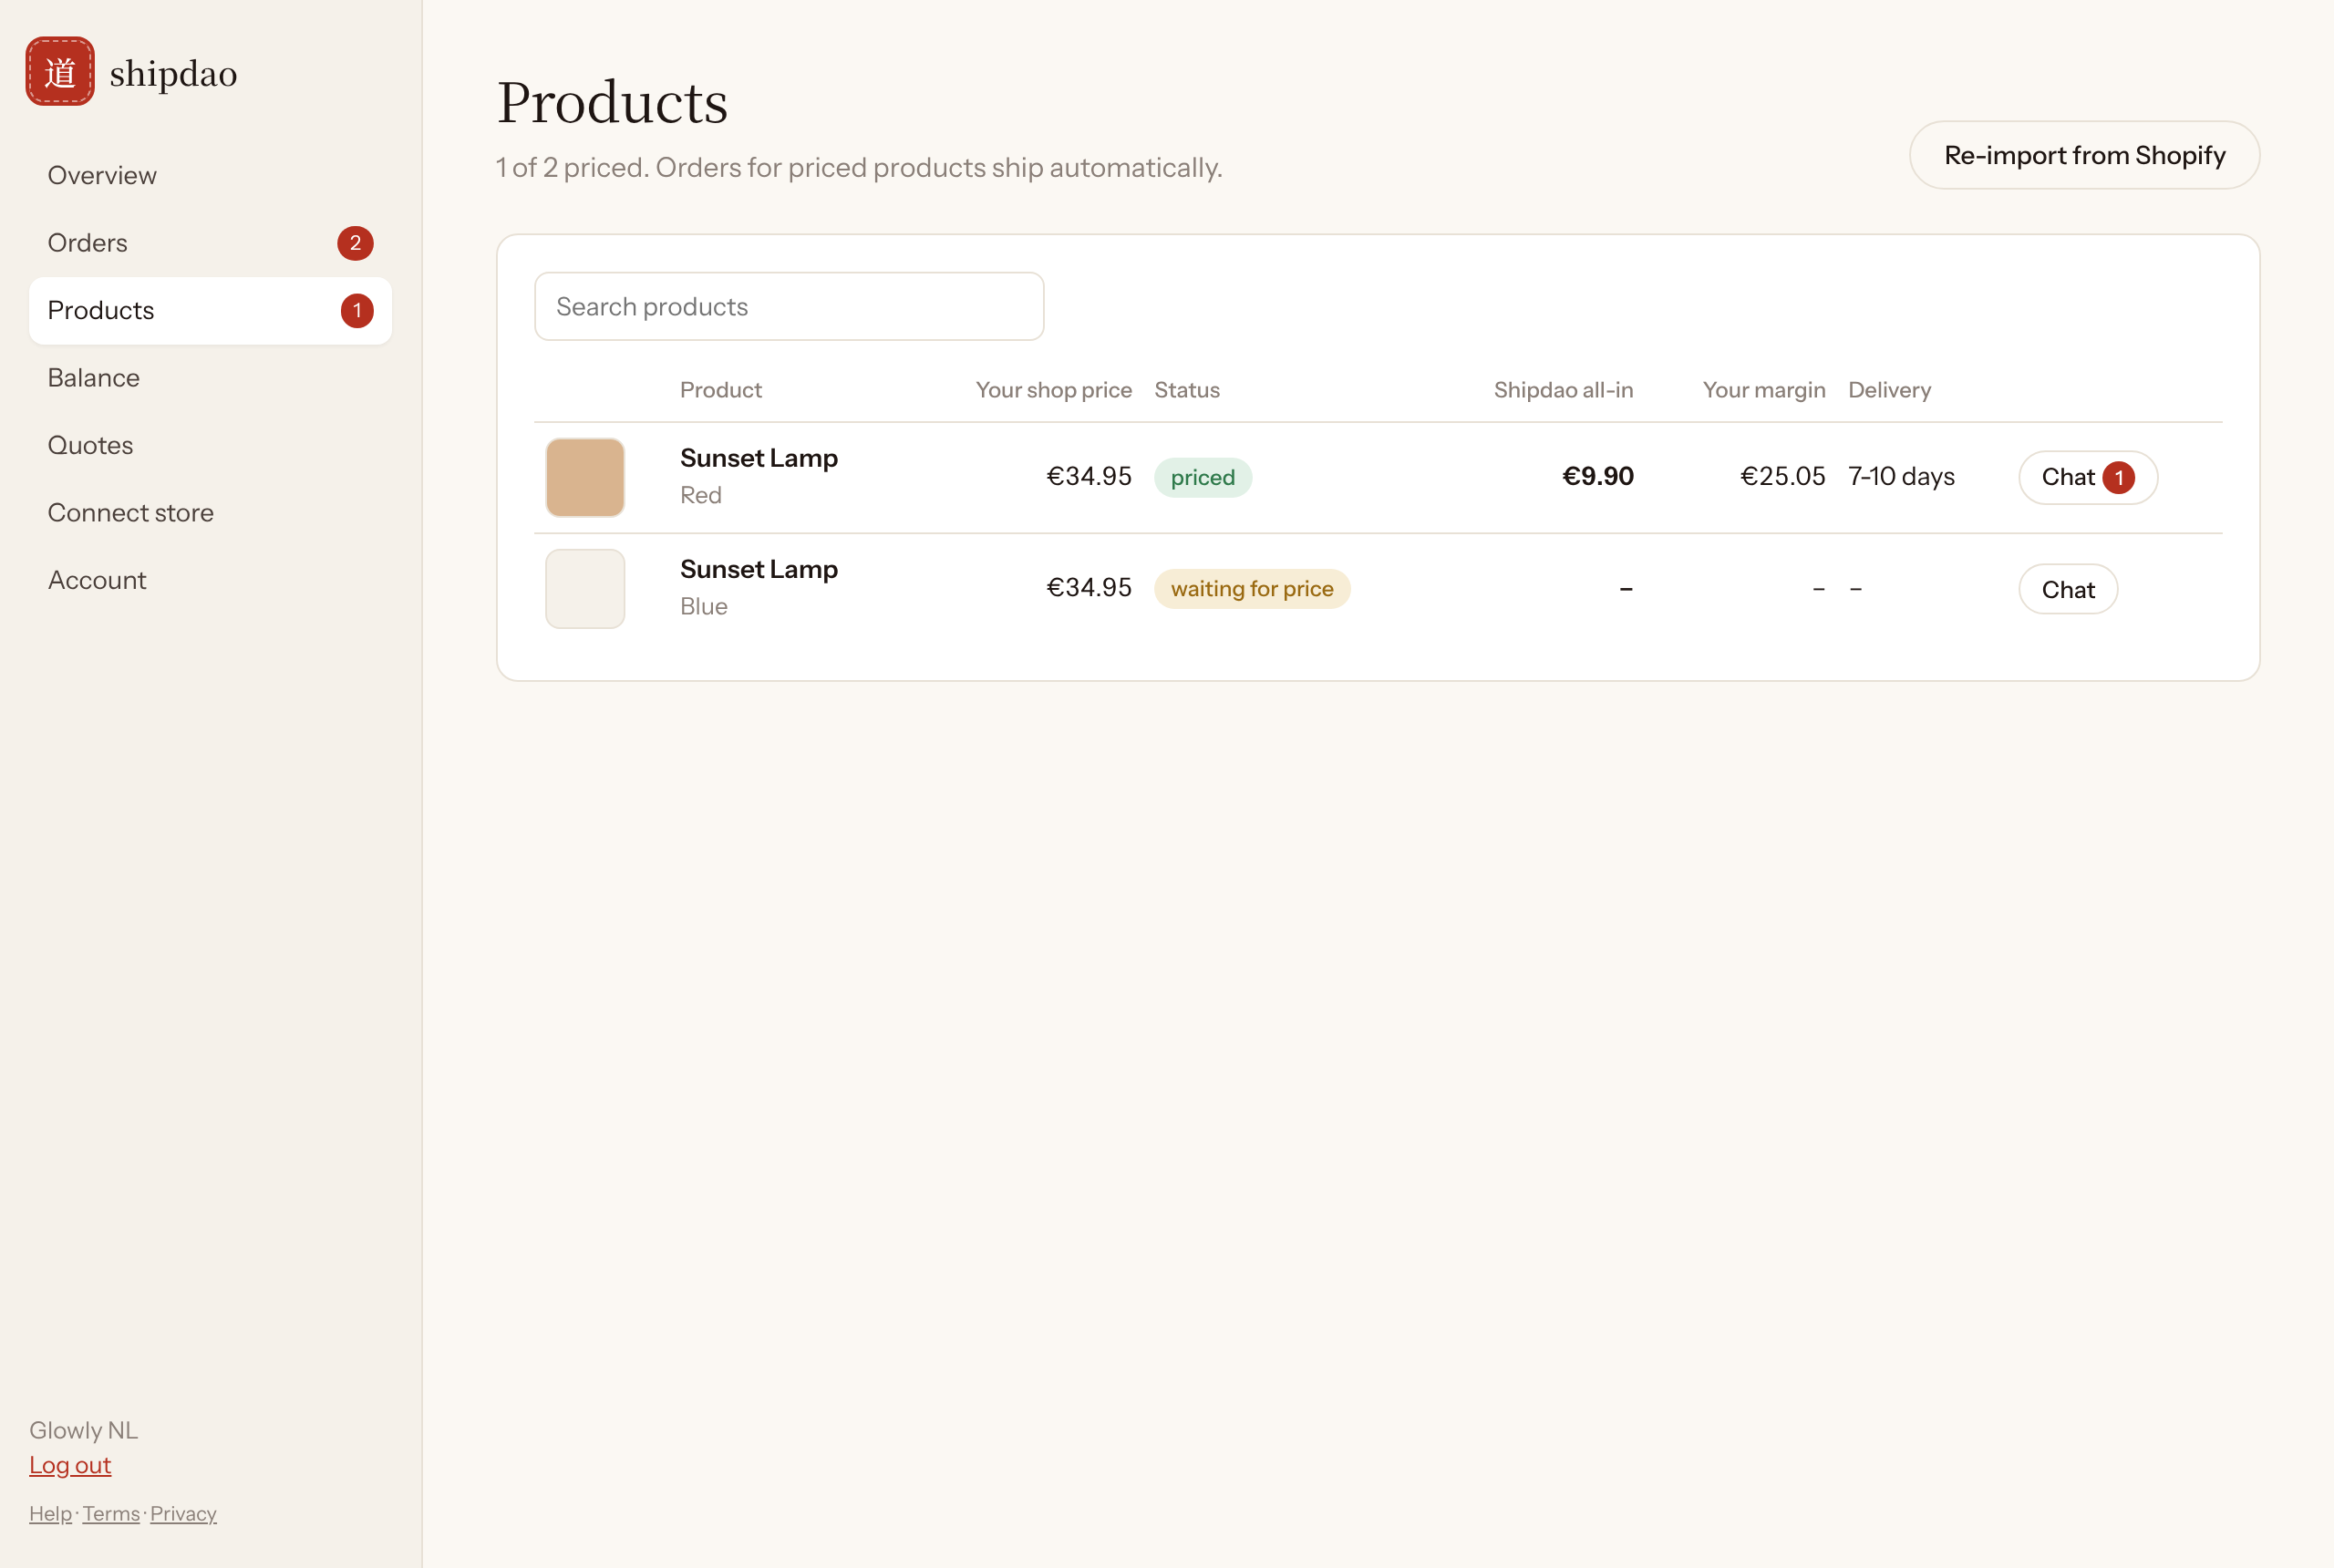 道 shipdao
Overview
Orders 2
Products 1
Balance
Quotes
Connect store
Account
Glowly NL
Log out
Help · Terms · Privacy
Products
1 of 2 priced. Orders for priced products ship automatically.
Re-import from Shopify
Search products
Product Your shop price Status Shipdao all-in Your margin Delivery
Sunset Lamp
Red
€34.95 priced €9.90 €25.05 7-10 days Chat 1
Sunset Lamp
Blue
€34.95 waiting for price – – – Chat